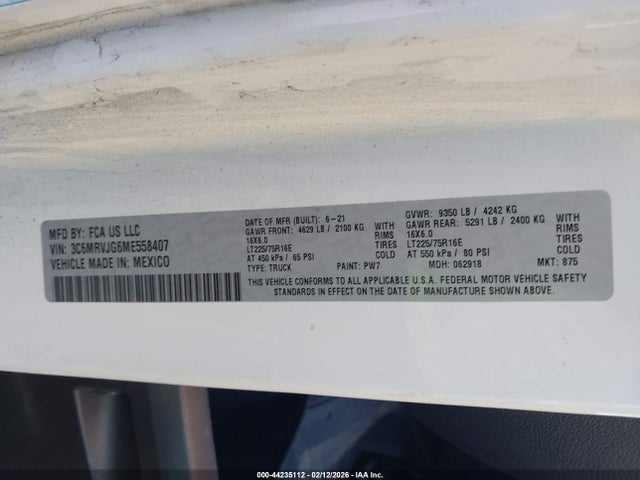 MFD BY: FCA US LLC
VIN: 3C6MRVJG6ME558407
VEHICLE MADE IN: MEXICO
DATE OF MFR (BUILT): 6-21
GAWR FRONT: 4629 LB / 2100 KG WITH
16X6.0 RIMS
LT225/75R16E TIRES
AT 450 kPa / 65 PSI COLD
TYPE: TRUCK PAINT: PW7
GVWR: 9350 LB / 4242 KG
GAWR REAR: 5291 LB / 2400 KG WITH
16X6.0 RIMS
LT225/75R16E TIRES
AT 550 kPa / 80 PSI COLD
MDH: 062918 MKT: 875
THIS VEHICLE CONFORMS TO ALL APPLICABLE U.S.A. FEDERAL MOTOR VEHICLE SAFETY
STANDARDS IN EFFECT ON THE DATE OF MANUFACTURE SHOWN ABOVE.
000-44235112 - 02/12/2026 - IAAI.com